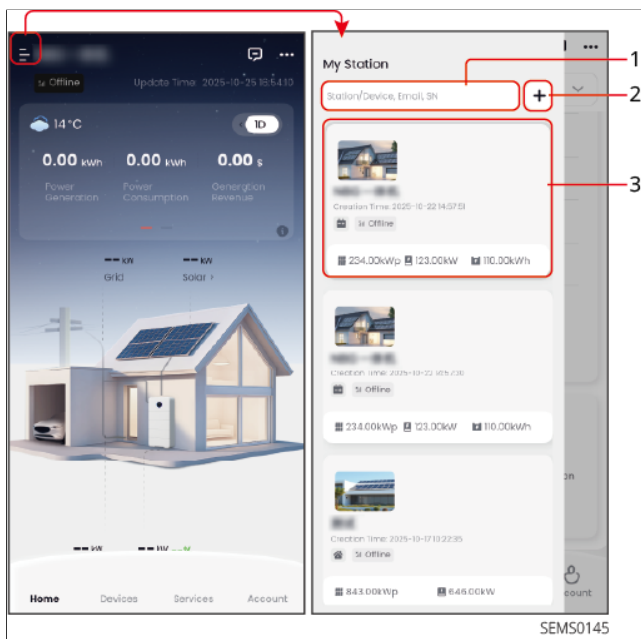 Offline
Update Time: 2025-10-25 18:54:10
14°C
1D
0.00 kWh
0.00 kWh
0.00 $
Power Generation
Power Consumption
Generation Revenue
-- kW
Grid
-- kW
Solar >
-- kW
-- kW
Home
Devices
Services
Account
My Station
Station/Device, Email, SN
+
1
2
3
Creation Time: 2025-10-22 14:57:51
Offline
234.00kWp
123.00kW
110.00kWh
Offline
234.00kWp
123.00kW
110.00kWh
Creation Time: 2025-10-17 10:22:35
Offline
843.00kWp
646.00kW
on
count
SEMS0145